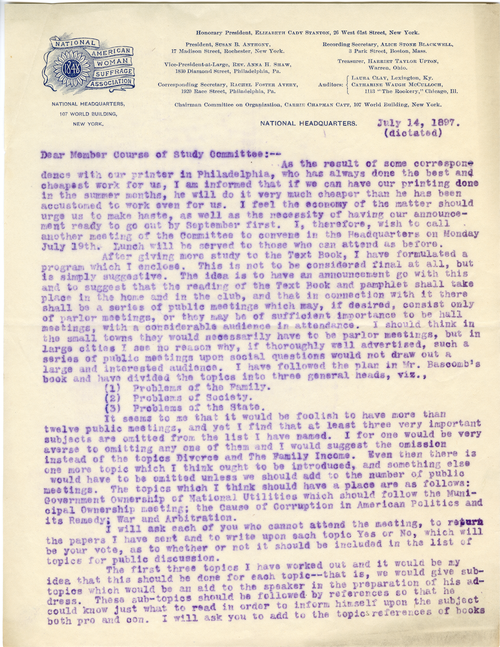 Honorary President, ELIZABETH CADY STANTON, 26 West 61st Street, New York.
President, SUSAN B. ANTHONY,
17 Madison Street, Rochester, New York.
Vice-President-at-Large, REV. ANNA H. SHAW,
1830 Diamond Street, Philadelphia, Pa.
Corresponding Secretary, RACHEL FOSTER AVERY,
1020 Race Street, Philadelphia, Pa.
Recording Secretary, ALICE STONE BLACKWELL,
3 Park Street, Boston, Mass.
Treasurer, HARRIET TAYLOR UPTON,
Warren, Ohio.
Auditors: LAURA CLAY, Lexington, Ky.
CATHARINE WAUGH MCCULLOCH,
1113 "The Rookery," Chicago, Ill.
Chairman Committee on Organization, CARRIE CHAPMAN CATT, 107 World Building, New York.
NATIONAL
AMERICAN
WOMAN
SUFFRAGE
ASSOCIATION
1848
NATIONAL HEADQUARTERS,
107 WORLD BUILDING,
NEW YORK.
NATIONAL HEADQUARTERS. July 14, 1897.
(dictated)
Dear Member Course of Study Committee:--
As the result of some correspon-
dence with our printer in Philadelphia, who has always done the best and
cheapest work for us, I am informed that if we can have our printing done
in the summer months, he will do it very much cheaper than he has been
accustomed to work even for us. I feel the economy of the matter should
urge us to make haste, as well as the necessity of having our announce-
ment ready to go out by September first. I, therefore, wish to call
another meeting of the Committee to convene in the Headquarters on Monday
July 19th. Lunch will be served to those who can attend as before.
After giving more study to the Text Book, I have formulated a
program which I enclose. This is not to be considered final at all, but
is simply suggestive. The idea is to have an announcement go with this
and to suggest that the reading of the Text Book and pamphlet shall take
place in the home and in the club, and that in connection with it there
shall be a series of public meetings which may, if desired, consist only
of parlor meetings, or they may be of sufficient importance to be hall
meetings, with a considerable audience in attendance. I should think in
the small towns they would necessarily have to be parlor meetings, but in
large cities I see no reason why, if thoroughly well advertised, such a
series of public meetings upon social questions would not draw out a
large and interested audience. I have followed the plan in Mr. Bascomb's
book and have divided the topics into three general heads, viz.,
(1) Problems of the Family.
(2) Problems of Society.
(3) Problems of the State.
It seems to me that it would be foolish to have more than
twelve public meetings, and yet I find that at least three very important
subjects are omitted from the list I have named. I for one would be very
averse to omitting any one of them and I would suggest the omission
instead of the topics Divorce and The Family Income. Even then there is
one more topic which I think ought to be introduced, and something else
would have to be omitted unless we should add to the number of public
meetings. The topics which I think should have a place are as follows:
Government Ownership of National Utilities which should follow the Muni-
cipal Ownership meeting; the Cause of Corruption in American Politics and
its Remedy; War and Arbitration.
I will ask each of you who cannot attend the meeting, to return
the papers I have sent and to write upon each topic Yes or No, which will
be your vote, as to whether or not it should be included in the list of
topics for public discussion.
The first three topics I have worked out and it would be my
idea that this should be done for each topic--that is, we would give sub-
topics which would be an aid to the speaker in the preparation of his ad-
dress. These sub-topics should be followed by references so that he
could know just what to read in order to inform himself upon the subject
both pro and con. I will ask you to add to the topic references of books